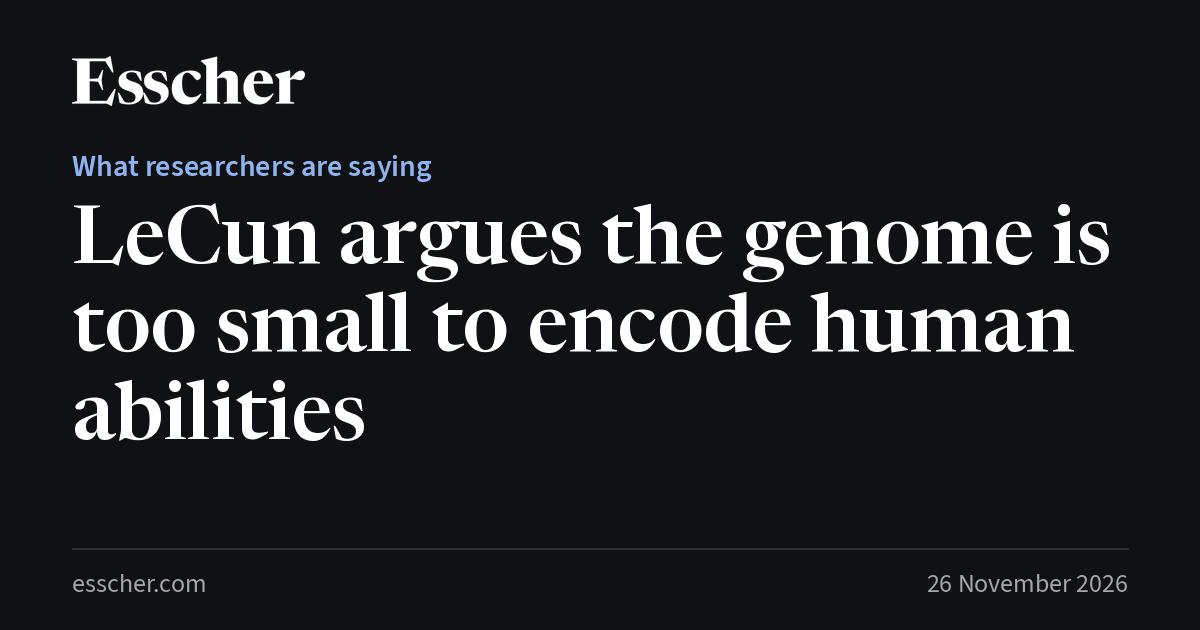 Esscher
What researchers are saying
LeCun argues the genome is
too small to encode human
abilities
esscher.com
26 November 2026